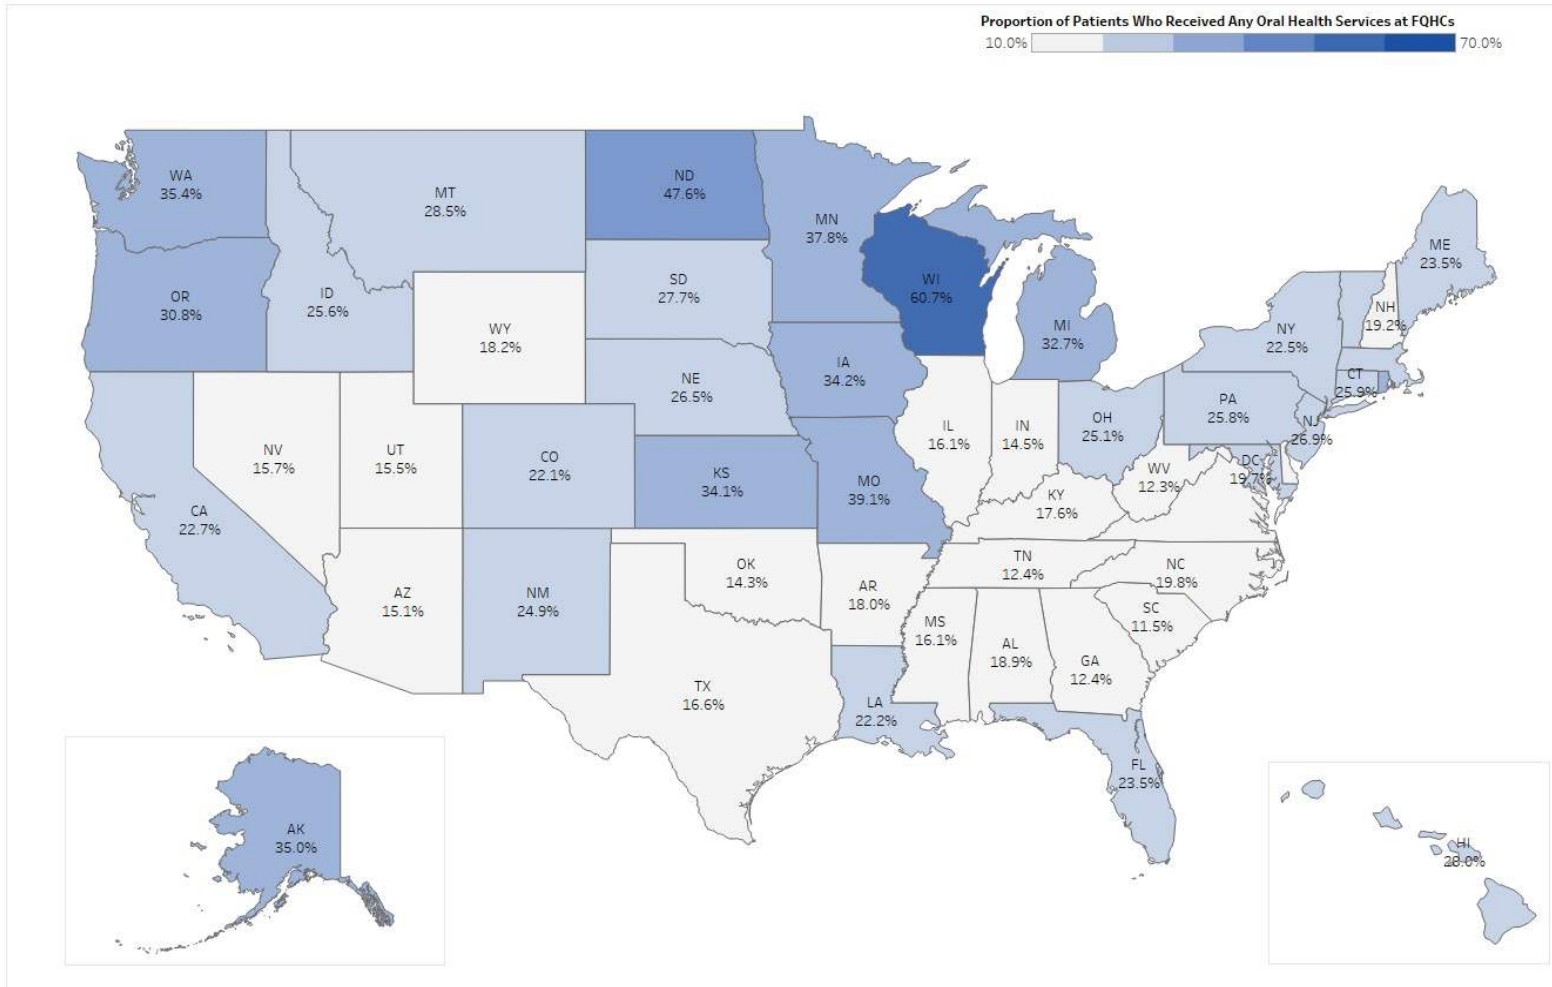 Proportion of Patients Who Received Any Oral Health Services at FQHCs
10.0% 70.0%
WA
35.4%
MT
28.5%
ND
47.6%
MN
37.8%
OR
30.8%
ID
25.6%
WY
18.2%
SD
27.7%
WI
60.7%
MI
32.7%
ME
23.5%
NH
19.2%
NY
22.5%
IA
34.2%
NE
26.5%
CT
25.9%
PA
25.8%
NJ
26.9%
OH
25.1%
IL
16.1%
IN
14.5%
NV
15.7%
UT
15.5%
CO
22.1%
KS
34.1%
MO
39.1%
WV
12.3%
DC
19.7%
KY
17.6%
CA
22.7%
AZ
15.1%
NM
24.9%
OK
14.3%
AR
18.0%
TN
12.4%
NC
19.8%
SC
11.5%
MS
16.1%
AL
18.9%
GA
12.4%
TX
16.6%
LA
22.2%
FL
23.5%
AK
35.0%
HI
28.0%